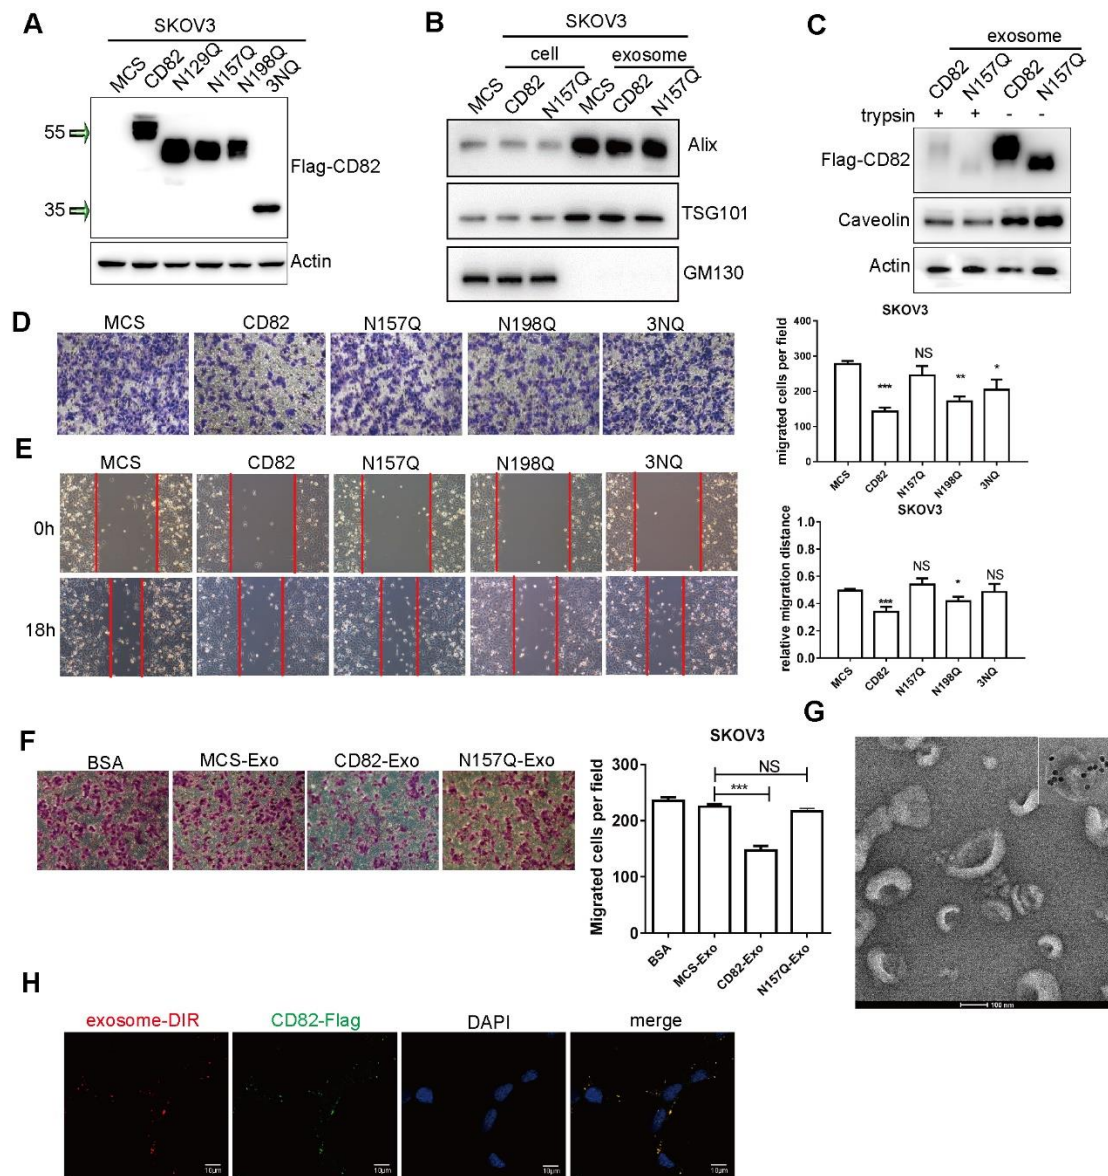 A
SKOV3
MCS CD82 N129Q N157Q N198Q 3NQ
55
35
Flag-CD82
Actin
B
SKOV3
cell exosome
MCS CD82 N157Q MCS CD82 N157Q
Alix
TSG101
GM130
C
exosome
CD82 N157Q CD82 N157Q
trypsin + + - -
Flag-CD82
Caveolin
Actin
D
MCS CD82 N157Q N198Q 3NQ
SKOV3
migrated cells per field
400
300
200
100
0
*** NS ** *
MCS CD82 N157Q N198Q 3NQ
E
MCS CD82 N157Q N198Q 3NQ
0h
18h
SKOV3
relative migration distance
1.0
0.8
0.6
0.4
0.2
0.0
*** NS * NS
MCS CD82 N157Q N198Q 3NQ
F
BSA MCS-Exo CD82-Exo N157Q-Exo
SKOV3
Migrated cells per field
300
200
100
0
NS
***
BSA MCS-Exo CD82-Exo N157Q-Exo
G
100 nm
H
exosome-DIR CD82-Flag DAPI merge
10μm 10μm 10μm 10μm